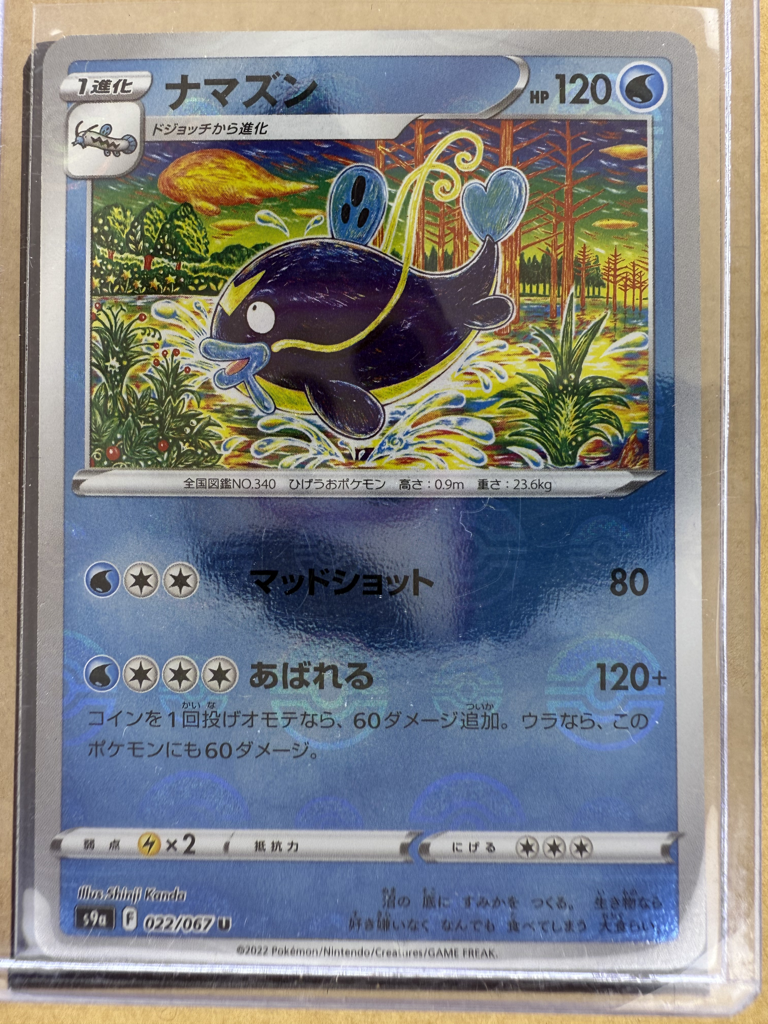 1進化
ナマズン
HP 120
ドジョッチから進化
全国図鑑NO.340 ひげうおポケモン 高さ:0.9m 重さ:23.6kg
マッドショット 80
あばれる 120+
コインを1回投げオモテなら、60ダメージ追加。ウラなら、この
ポケモンにも60ダメージ。
弱点 ×2 抵抗力 にげる
Illus.Shinji Kanda
沼の 底に すみかを つくる。 生き物なら
好き嫌いなく なんでも 食べてしまう 大食らい。
s9a F 022/067 U
©2022 Pokémon/Nintendo/Creatures/GAME FREAK.